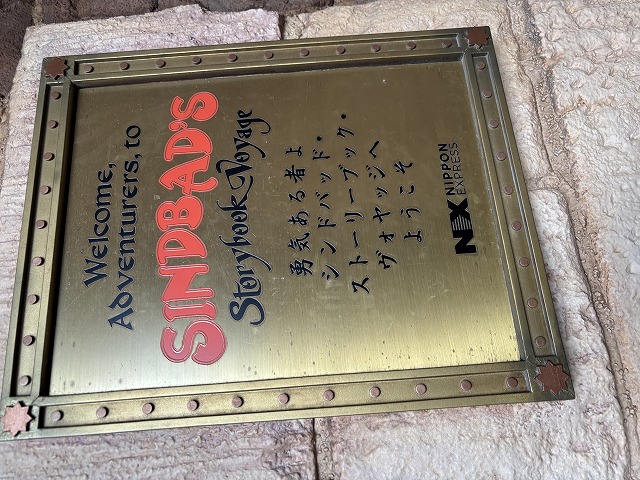 Welcome,
Adventurers, to
SINDBAD'S
Storybook Voyage
勇気ある者よ
シンドバッド・
ストーリーブック・
ヴォヤッジへ
ようこそ
NX NIPPON
EXPRESS